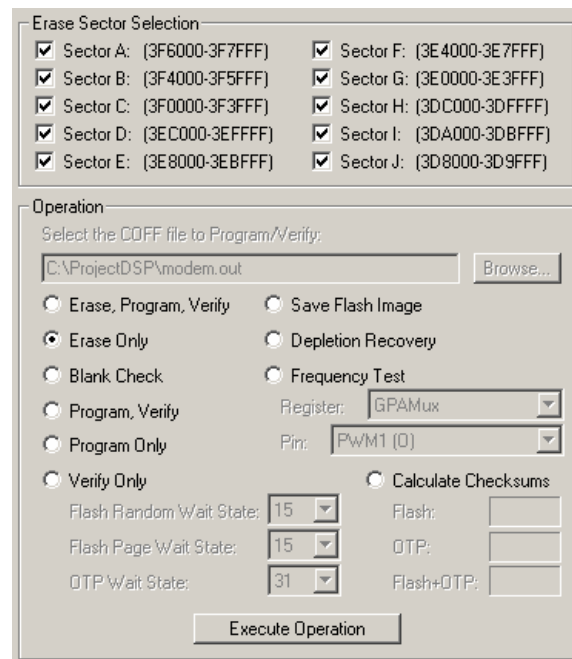 Erase Sector Selection
Sector A: (3F6000-3F7FFF)
Sector F: (3E4000-3E7FFF)
Sector B: (3F4000-3F5FFF)
Sector G: (3E0000-3E3FFF)
Sector C: (3F0000-3F3FFF)
Sector H: (3DC000-3DFFFF)
Sector D: (3EC000-3EFFFF)
Sector I: (3DA000-3DBFFF)
Sector E: (3E8000-3EBFFF)
Sector J: (3D8000-3D9FFF)
Operation
Select the COFF file to Program/Verify:
C:\ProjectDSP\modem.out
Browse...
Erase, Program, Verify
Save Flash Image
Erase Only
Depletion Recovery
Blank Check
Frequency Test
Program, Verify
Register: GPAMux
Program Only
Pin: PWM1 (0)
Verify Only
Calculate Checksums
Flash Random Wait State: 15
Flash:
Flash Page Wait State: 15
OTP:
OTP Wait State: 31
Flash+OTP:
Execute Operation